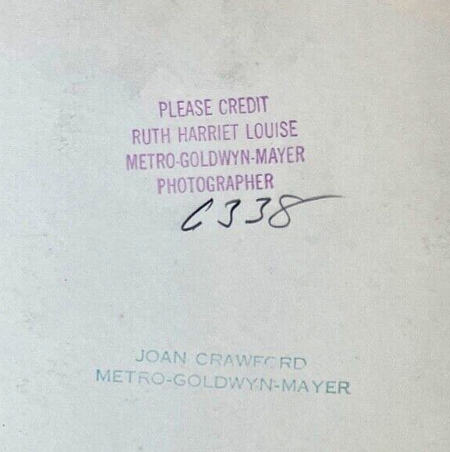 PLEASE CREDIT
RUTH HARRIET LOUISE
METRO-GOLDWYN-MAYER
PHOTOGRAPHER
C338
JOAN CRAWFORD
METRO-GOLDWYN-MAYER